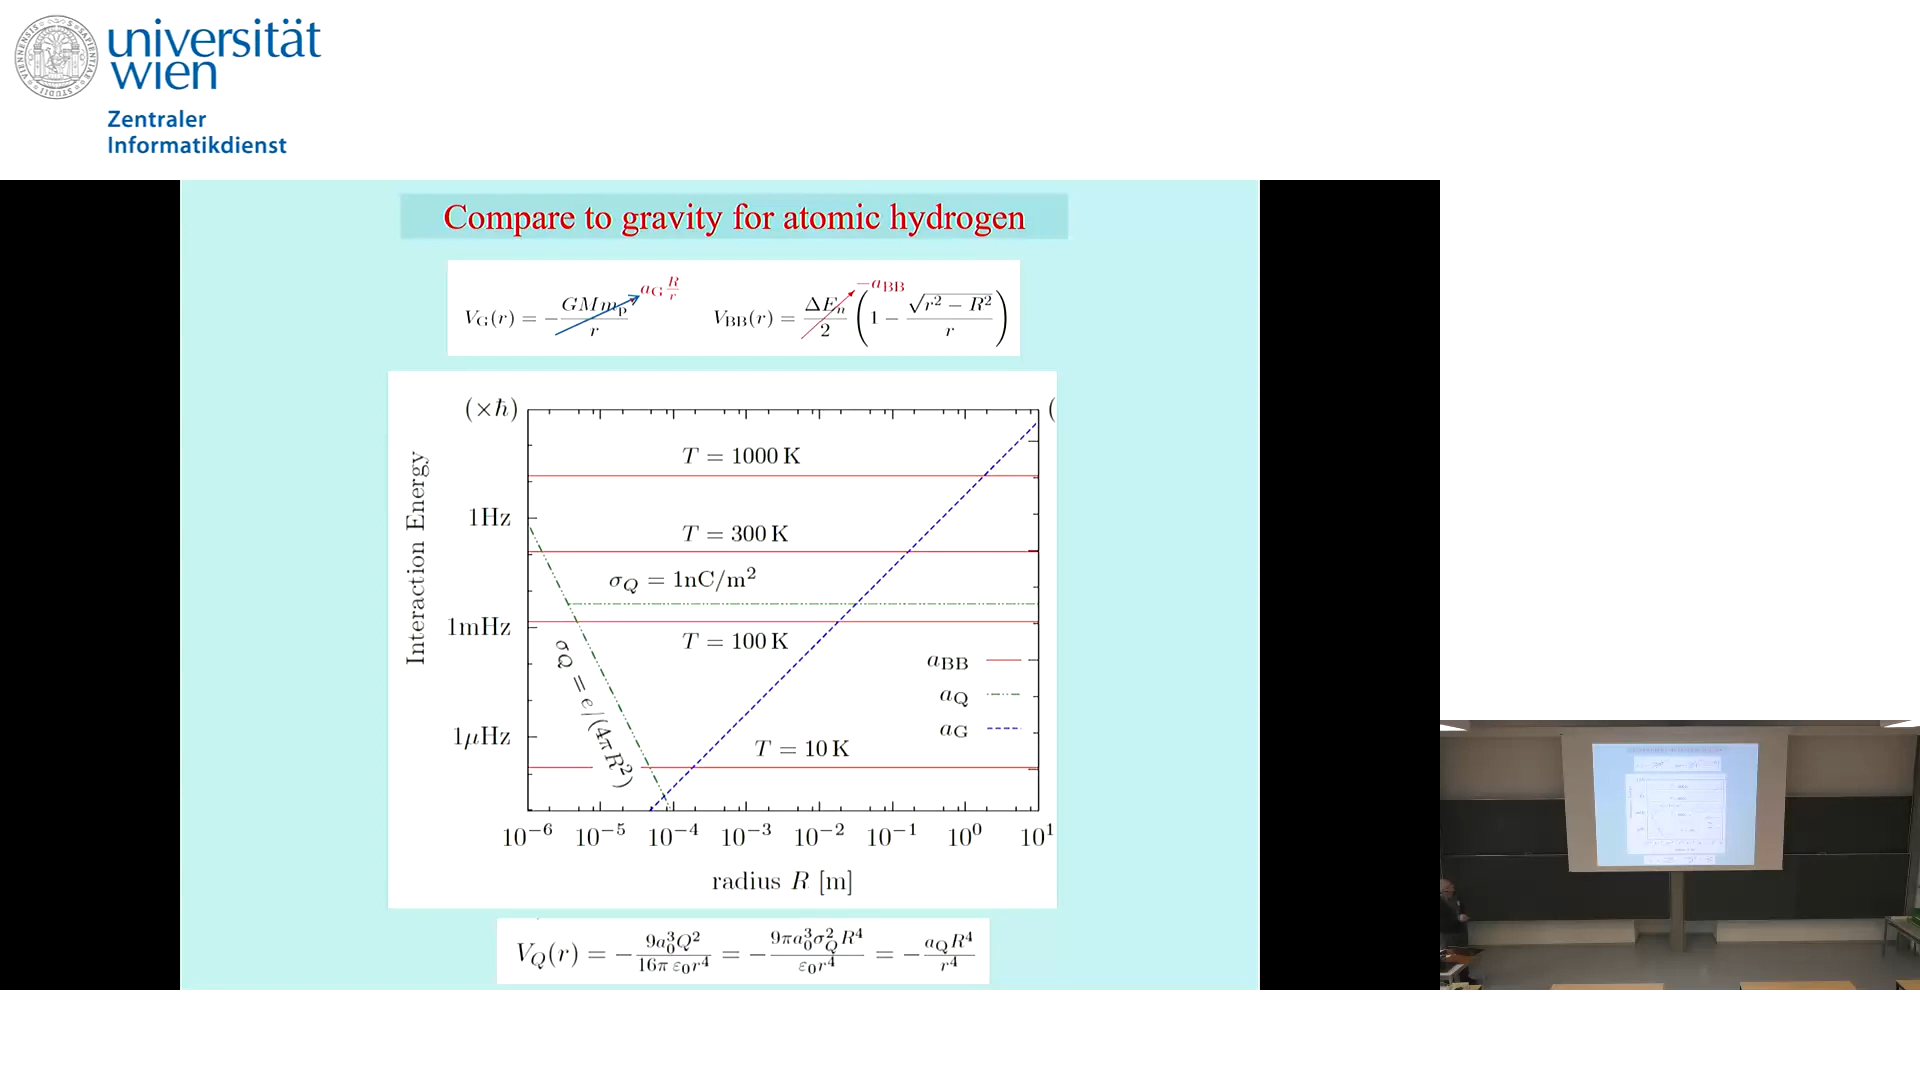 universität
wien
Zentraler
Informatikdienst
Compare to gravity for atomic hydrogen
V_G(r) = −GMm_p/r a_G R/r
V_BB(r) = ΔE_n/2 (1 − √(r² − R²)/r) −a_BB
(×ħ)
(
Interaction Energy
1Hz
1mHz
1μHz
T = 1000 K
T = 300 K
σ_Q = 1nC/m²
T = 100 K
σ_Q = e/(4πR²)
T = 10 K
a_BB
a_Q
a_G
10⁻⁶ 10⁻⁵ 10⁻⁴ 10⁻³ 10⁻² 10⁻¹ 10⁰ 10¹
radius R [m]
V_Q(r) = − 9a₀³Q²/16π ε₀r⁴ = − 9πa₀³σ_Q²R⁴/ε₀r⁴ = − a_QR⁴/r⁴